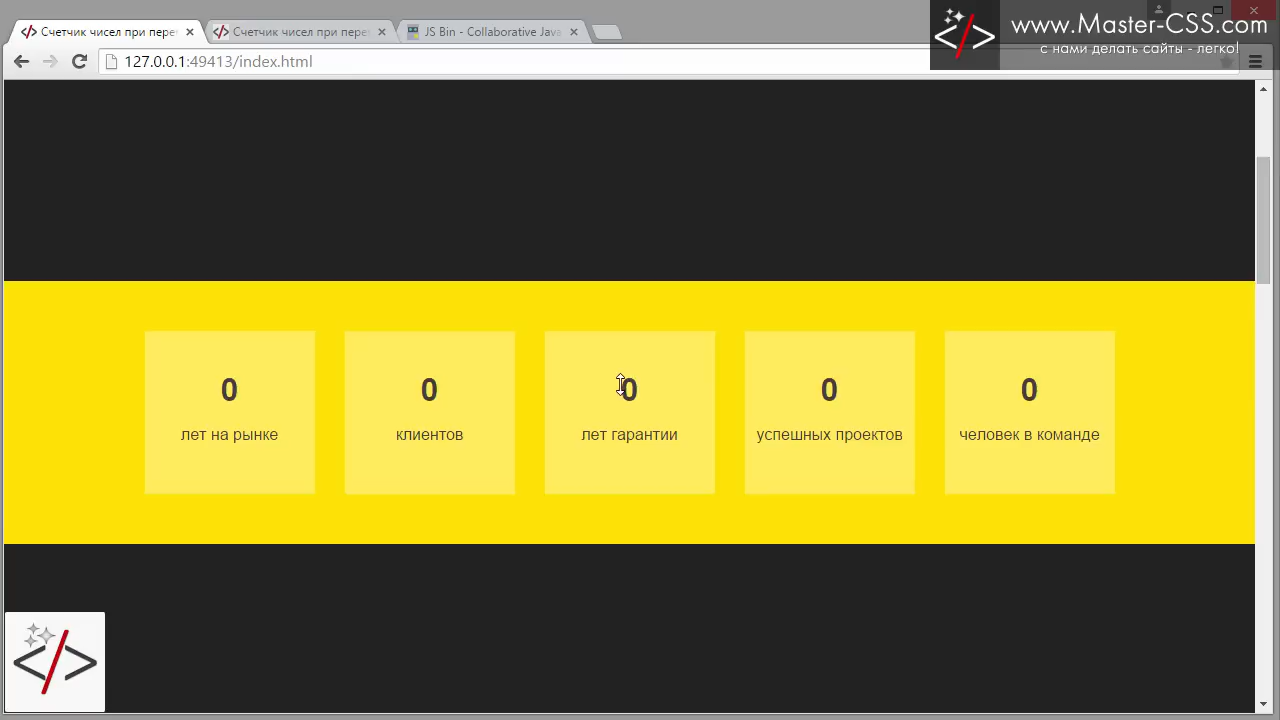 Счетчик чисел при пере
Счетчик чисел при пере
JS Bin - Collaborative Java
www.Master-CSS.com
с нами делать сайты - легко!
127.0.0.1:49413/index.html
0
лет на рынке
0
клиентов
0
лет гарантии
0
успешных проектов
0
человек в команде